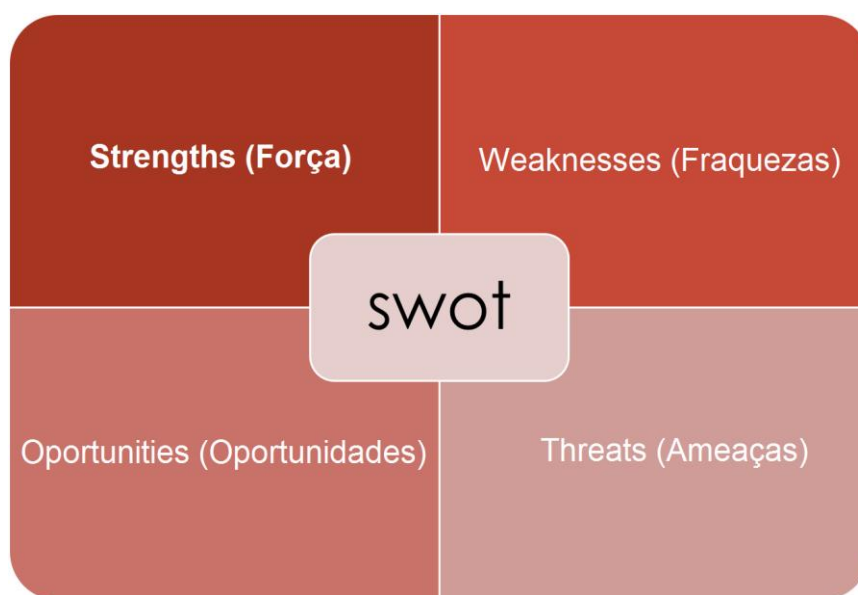 Strengths (Força)
Weaknesses (Fraquezas)
swot
Oportunities (Oportunidades)
Threats (Ameaças)